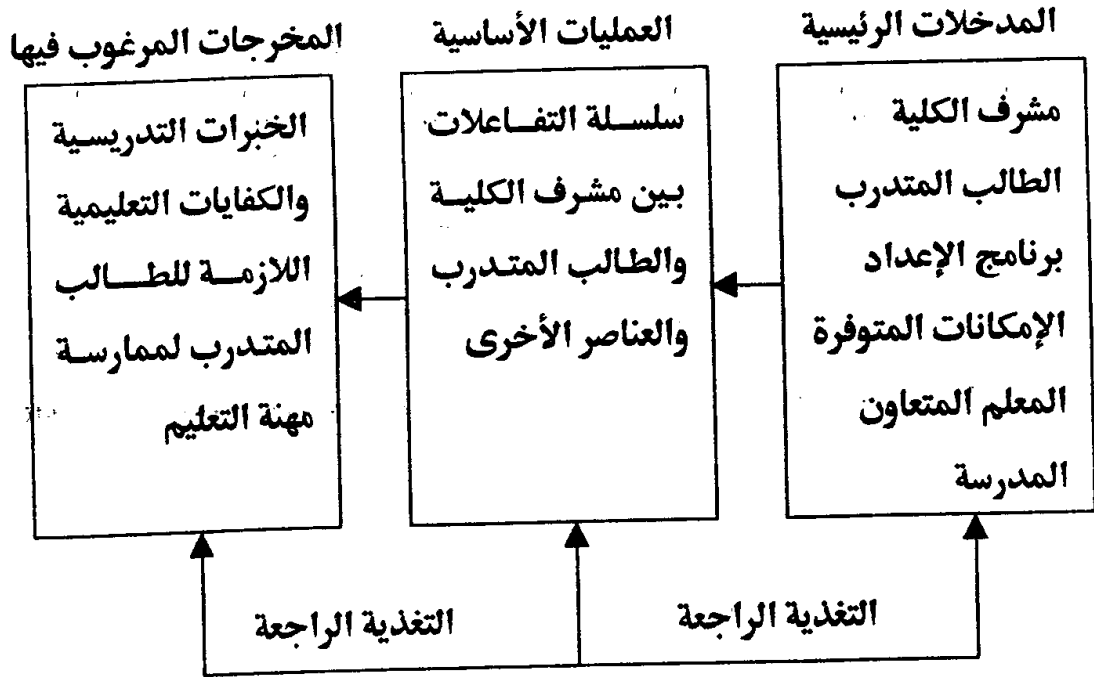 المدخلات الرئيسية
مشرف الكلية
الطالب المتدرب
برنامج الإعداد
الإمكانات المتوفرة
المعلم المتعاون
المدرسة
العمليات الأساسية
سلسلة التفاعلات
بين مشرف الكلية
والطالب المتدرب
والعناصر الأخرى
المخرجات المرغوب فيها
الخبرات التدريسية
والكفايات التعليمية
اللازمة للطالب
المتدرب لممارسة
مهنة التعليم
التغذية الراجعة
التغذية الراجعة